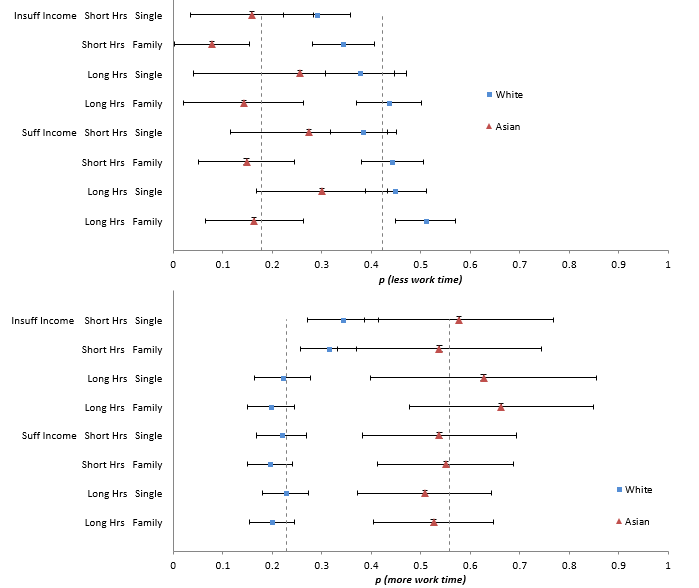 Insuff Income Short Hrs Single
Short Hrs Family
Long Hrs Single
Long Hrs Family
Suff Income Short Hrs Single
Short Hrs Family
Long Hrs Single
Long Hrs Family
White
Asian
0 0.1 0.2 0.3 0.4 0.5 0.6 0.7 0.8 0.9 1
p (less work time)
Insuff Income Short Hrs Single
Short Hrs Family
Long Hrs Single
Long Hrs Family
Suff Income Short Hrs Single
Short Hrs Family
Long Hrs Single
Long Hrs Family
White
Asian
0 0.1 0.2 0.3 0.4 0.5 0.6 0.7 0.8 0.9 1
p (more work time)